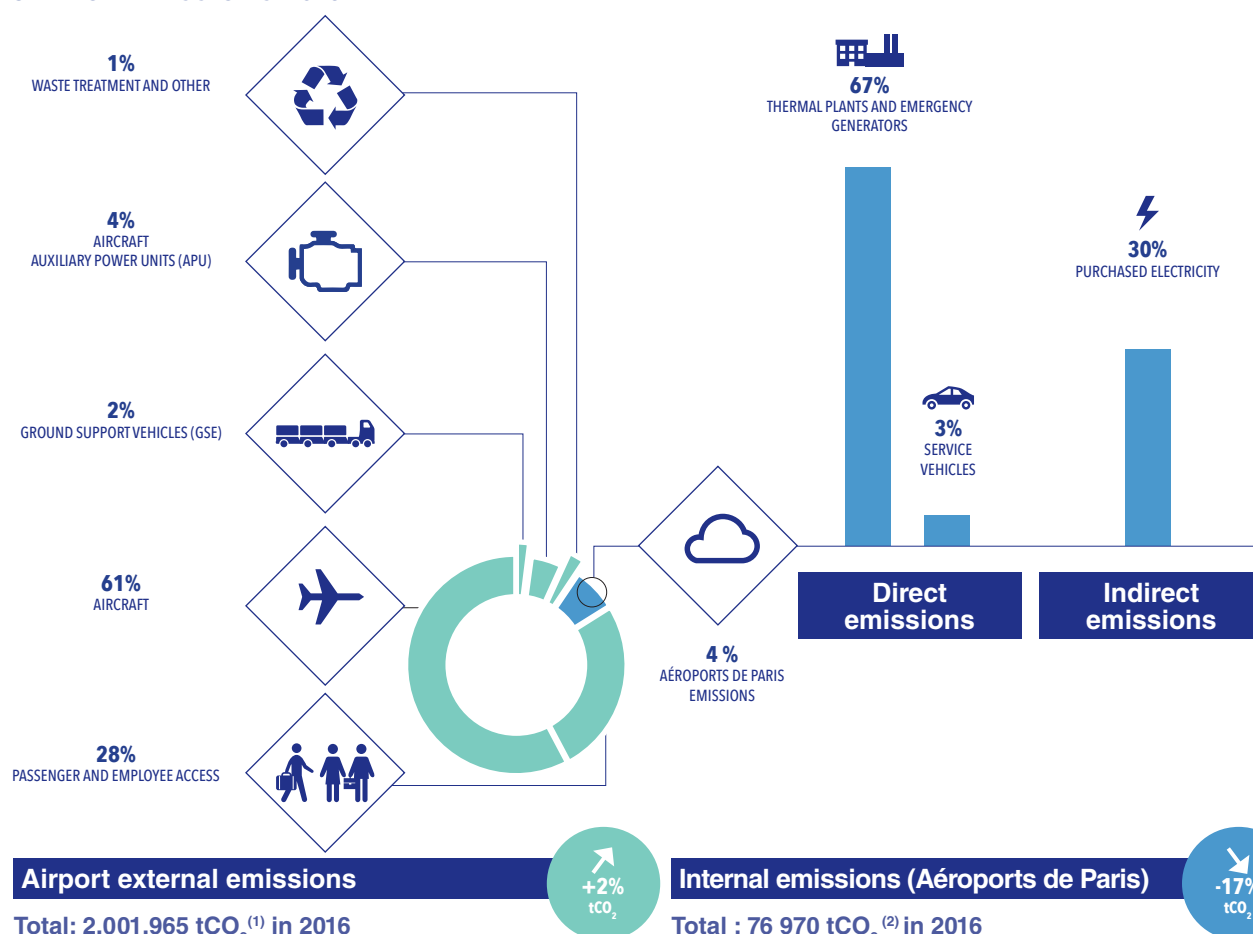 1%
WASTE TREATMENT AND OTHER
4%
AIRCRAFT
AUXILIARY POWER UNITS (APU)
2%
GROUND SUPPORT VEHICLES (GSE)
61%
AIRCRAFT
28%
PASSENGER AND EMPLOYEE ACCESS
4 %
AÉROPORTS DE PARIS
EMISSIONS
67%
THERMAL PLANTS AND EMERGENCY
GENERATORS
3%
SERVICE
VEHICLES
30%
PURCHASED ELECTRICITY
Direct
emissions
Indirect
emissions
Airport external emissions
+2%
tCO₂
Total: 2,001,965 tCO₂⁽¹⁾ in 2016
Internal emissions (Aéroports de Paris)
-17%
tCO₂
Total : 76 970 tCO₂⁽²⁾ in 2016